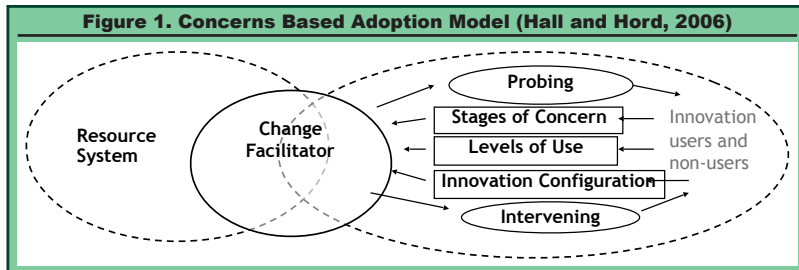 Figure 1. Concerns Based Adoption Model (Hall and Hord, 2006)
Resource
System
Change
Facilitator
Probing
Stages of Concern
Levels of Use
Innovation Configuration
Intervening
Innovation
users and
non-users